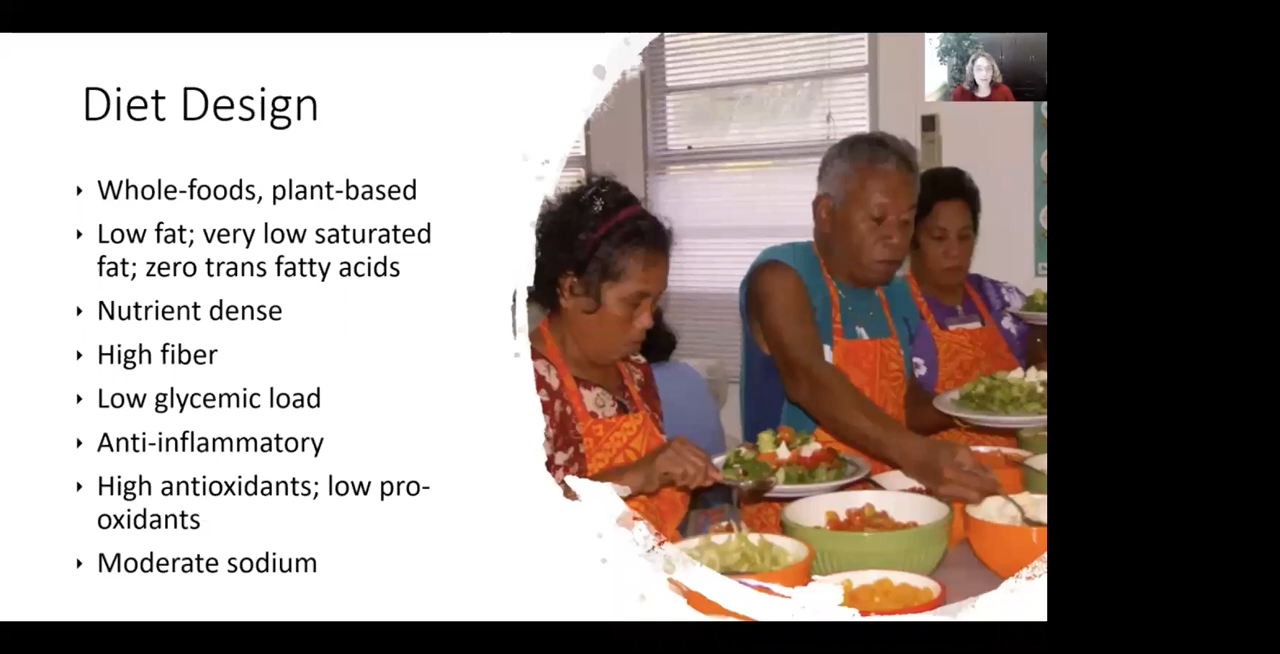 Diet Design
Whole-foods, plant-based
Low fat; very low saturated
fat; zero trans fatty acids
Nutrient dense
High fiber
Low glycemic load
Anti-inflammatory
High antioxidants; low pro-
oxidants
Moderate sodium